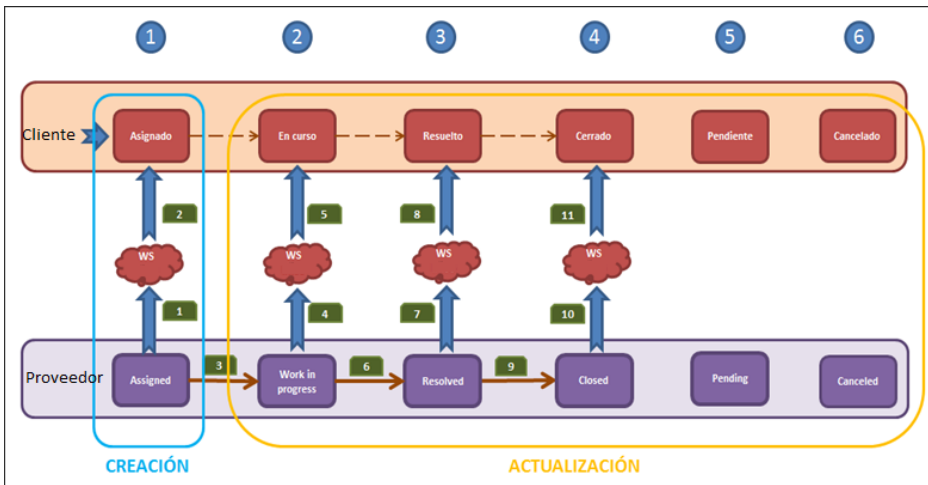 1 2 3 4 5 6
Cliente Asignado En curso Resuelto Cerrado Pendiente Cancelado
2 5 8 11
WS WS WS WS
1 4 7 10
Proveedor Assigned 3 Work in 6 Resolved 9 Closed Pending Canceled
progress
CREACIÓN ACTUALIZACIÓN